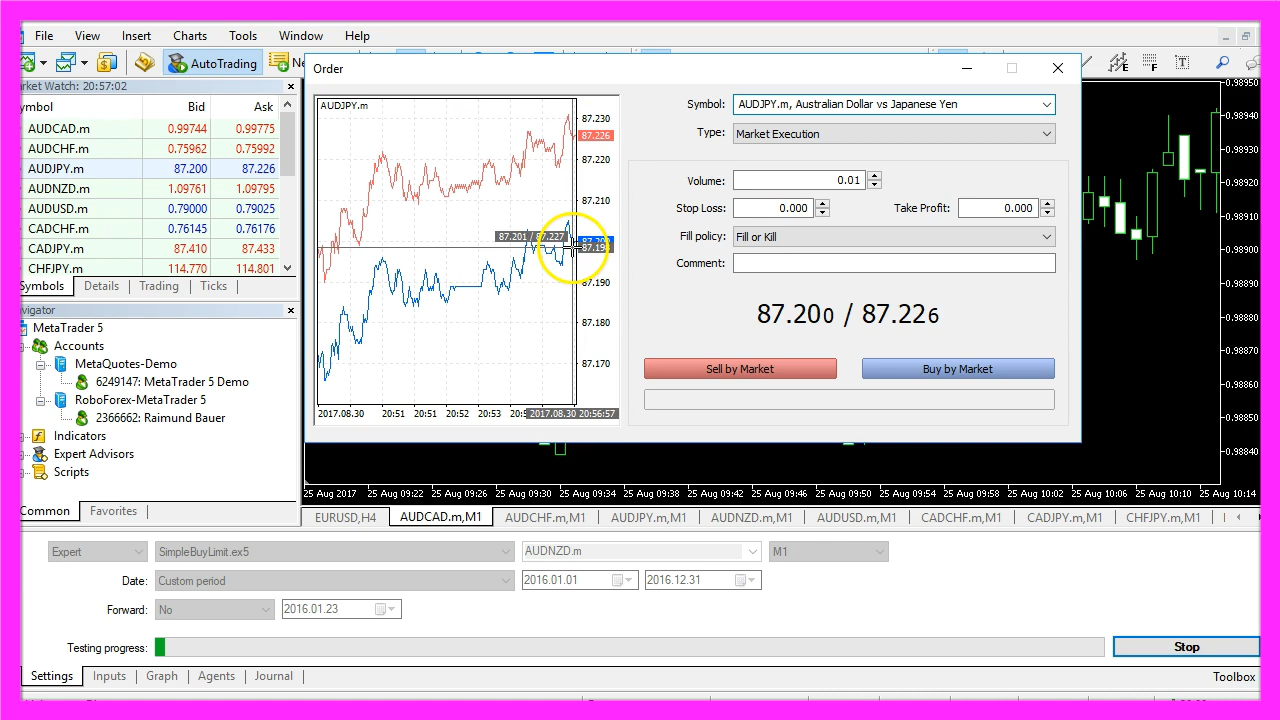 File View Insert Charts Tools Window Help
AutoTrading
Order
rket Watch: 20:57:02
ymbol Bid Ask
AUDCAD.m 0.99744 0.99775
AUDCHF.m 0.75962 0.75992
AUDJPY.m 87.200 87.226
AUDNZD.m 1.09761 1.09795
AUDUSD.m 0.79000 0.79025
CADCHF.m 0.76145 0.76176
CADJPY.m 87.410 87.433
CHFJPY.m 114.770 114.801
Symbols Details Trading Ticks
avigator
MetaTrader 5
Accounts
MetaQuotes-Demo
6249147: MetaTrader 5 Demo
RoboForex-MetaTrader 5
2366662: Raimund Bauer
Indicators
Expert Advisors
Scripts
Common Favorites
AUDJPY.m
87.230
87.226
87.220
87.210
87.201 / 87.227
87.190
87.180
87.170
2017.08.30 20:51 20:51 20:52 20:53 2017.08.30 20:56:57
Symbol: AUDJPY.m, Australian Dollar vs Japanese Yen
Type: Market Execution
Volume: 0.01
Stop Loss: 0.000 Take Profit: 0.000
Fill policy: Fill or Kill
Comment:
87.200 / 87.226
Sell by Market Buy by Market
0.98950
0.98940
0.98930
0.98920
0.98910
0.98900
0.98890
0.98880
0.98870
0.98860
0.98850
0.98840
25 Aug 2017 25 Aug 09:22 25 Aug 09:26 25 Aug 09:30 25 Aug 09:34 25 Aug 09:38 25 Aug 09:42 25 Aug 09:46 25 Aug 09:50 25 Aug 09:54 25 Aug 09:58 25 Aug 10:02 25 Aug 10:06 25 Aug 10:10 25 Aug 10:14
EURUSD,H4 AUDCAD.m,M1 AUDCHF.m,M1 AUDJPY.m,M1 AUDNZD.m,M1 AUDUSD.m,M1 CADCHF.m,M1 CADJPY.m,M1 CHFJPY.m,M1
Expert SimpleBuyLimit.ex5 AUDNZD.m M1
Date: Custom period 2016.01.01 2016.12.31
Forward: No 2016.01.23
Testing progress: Stop
Settings Inputs Graph Agents Journal Toolbox